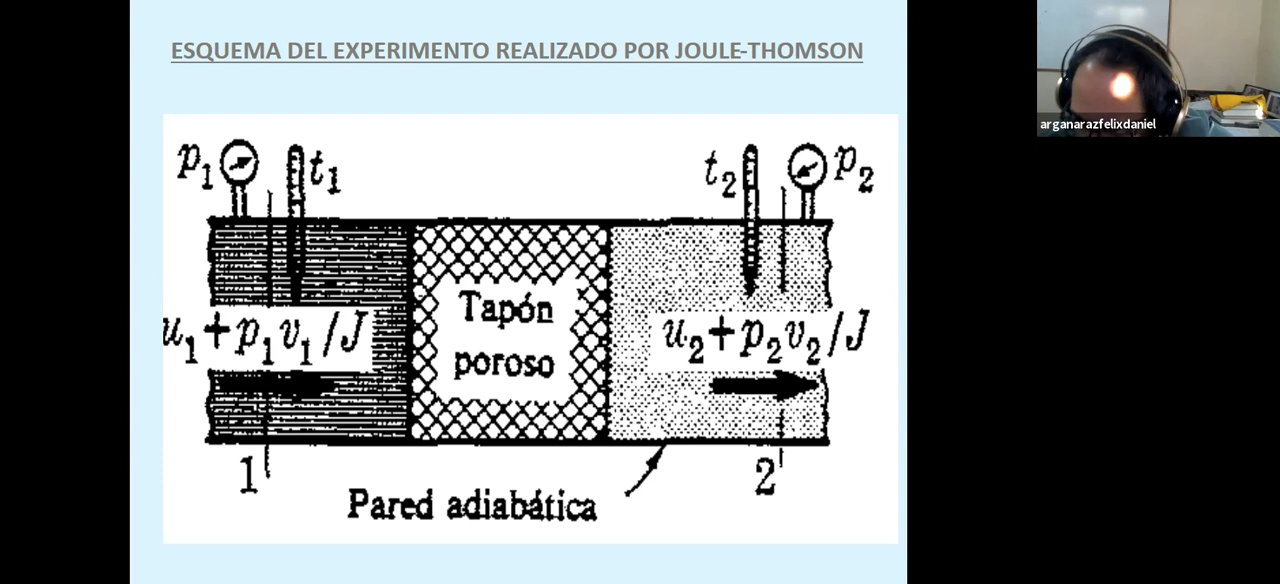 ESQUEMA DEL EXPERIMENTO REALIZADO POR JOULE-THOMSON
arganarazfelixdaniel
p₁ t₁ t₂ p₂
Tapón
poroso
u₁+p₁v₁/J u₂+p₂v₂/J
1 2
Pared adiabática